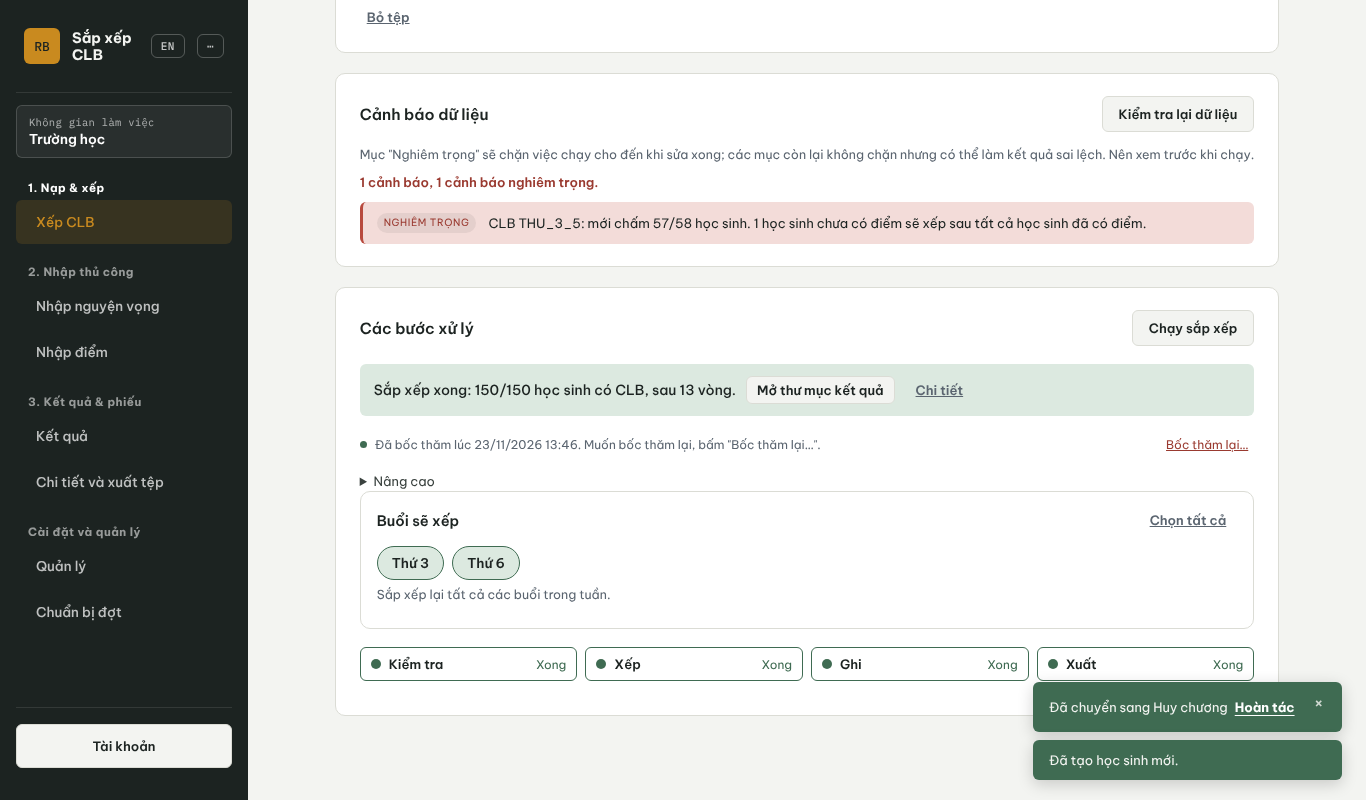 RB
Sắp xếp
CLB
EN
…
Không gian làm việc
Trường học
1. Nạp & xếp
Xếp CLB
2. Nhập thủ công
Nhập nguyện vọng
Nhập điểm
3. Kết quả & phiếu
Kết quả
Chi tiết và xuất tệp
Cài đặt và quản lý
Quản lý
Chuẩn bị đợt
Tài khoản
Bỏ tệp
Cảnh báo dữ liệu
Kiểm tra lại dữ liệu
Mục "Nghiêm trọng" sẽ chặn việc chạy cho đến khi sửa xong; các mục còn lại không chặn nhưng có thể làm kết quả sai lệch. Nên xem trước khi chạy.
1 cảnh báo, 1 cảnh báo nghiêm trọng.
NGHIÊM TRỌNG CLB THU_3_5: mới chấm 57/58 học sinh. 1 học sinh chưa có điểm sẽ xếp sau tất cả học sinh đã có điểm.
Các bước xử lý
Chạy sắp xếp
Sắp xếp xong: 150/150 học sinh có CLB, sau 13 vòng. Mở thư mục kết quả Chi tiết
Đã bốc thăm lúc 23/11/2026 13:46. Muốn bốc thăm lại, bấm "Bốc thăm lại…". Bốc thăm lại…
▶ Nâng cao
Buổi sẽ xếp
Chọn tất cả
Thứ 3 Thứ 6
Sắp xếp lại tất cả các buổi trong tuần.
Kiểm tra Xong Xếp Xong Ghi Xong Xuất Xong
Đã chuyển sang Huy chương Hoàn tác ×
Đã tạo học sinh mới.